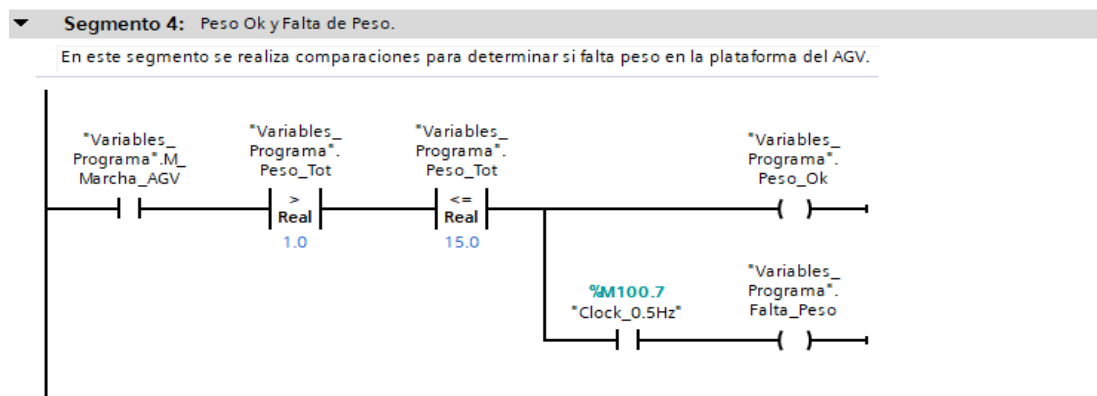 Segmento 4: Peso Ok y Falta de Peso.
En este segmento se realiza comparaciones para determinar si falta peso en la plataforma del AGV.
"Variables_
Programa".M_
Marcha_AGV
"Variables_
Programa".
Peso_Tot
>
Real
1.0
"Variables_
Programa".
Peso_Tot
<=
Real
15.0
"Variables_
Programa".
Peso_Ok
%M100.7
"Clock_0.5Hz"
"Variables_
Programa".
Falta_Peso